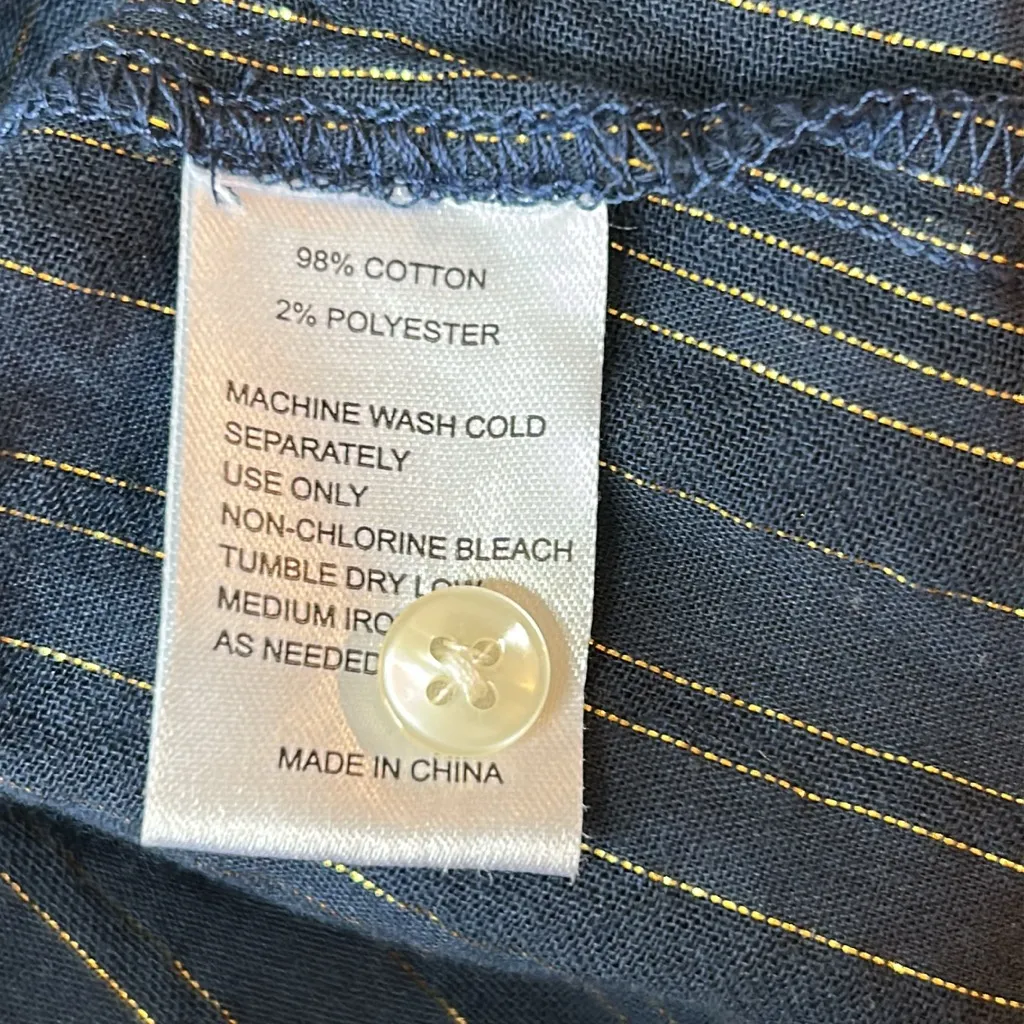 98% COTTON
2% POLYESTER
MACHINE WASH COLD
SEPARATELY
USE ONLY
NON-CHLORINE BLEACH
TUMBLE DRY
MEDIUM
AS NEEDED
MADE IN CHINA